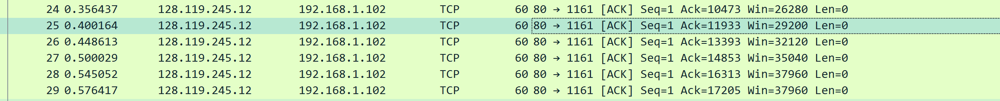 24 0.356437 128.119.245.12 192.168.1.102 TCP 60 80 → 1161 [ACK] Seq=1 Ack=10473 Win=26280 Len=0
25 0.400164 128.119.245.12 192.168.1.102 TCP 60 80 → 1161 [ACK] Seq=1 Ack=11933 Win=29200 Len=0
26 0.448613 128.119.245.12 192.168.1.102 TCP 60 80 → 1161 [ACK] Seq=1 Ack=13393 Win=32120 Len=0
27 0.500029 128.119.245.12 192.168.1.102 TCP 60 80 → 1161 [ACK] Seq=1 Ack=14853 Win=35040 Len=0
28 0.545052 128.119.245.12 192.168.1.102 TCP 60 80 → 1161 [ACK] Seq=1 Ack=16313 Win=37960 Len=0
29 0.576417 128.119.245.12 192.168.1.102 TCP 60 80 → 1161 [ACK] Seq=1 Ack=17205 Win=37960 Len=0